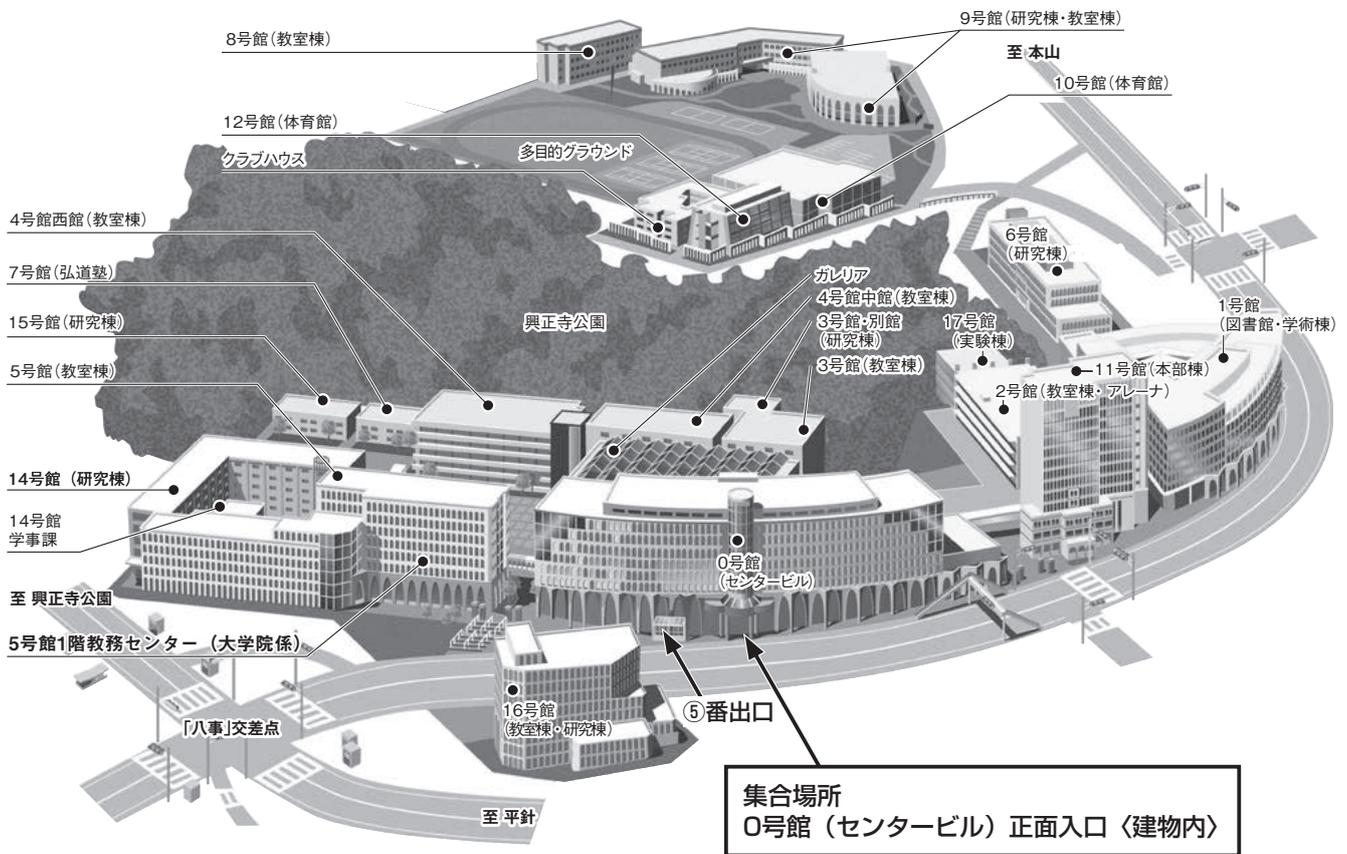 8号館(教室棟)
9号館(研究棟・教室棟)
至 本山
10号館(体育館)
12号館(体育館)
クラブハウス
多目的グラウンド
4号館西館(教室棟)
7号館(弘道塾)
15号館(研究棟)
5号館(教室棟)
興正寺公園
ガレリア
4号館中館(教室棟)
3号館・別館
(研究棟)
3号館(教室棟)
6号館
(研究棟)
17号館
(実験棟)
1号館
(図書館・学術棟)
11号館(本部棟)
2号館(教室棟・アレーナ)
14号館 (研究棟)
14号館
学事課
0号館
(センタービル)
至 興正寺公園
5号館1階教務センター (大学院係)
「八事」交差点
16号館
(教室棟・研究棟)
⑤番出口
至 平針
集合場所
0号館(センタービル)正面入口〈建物内〉